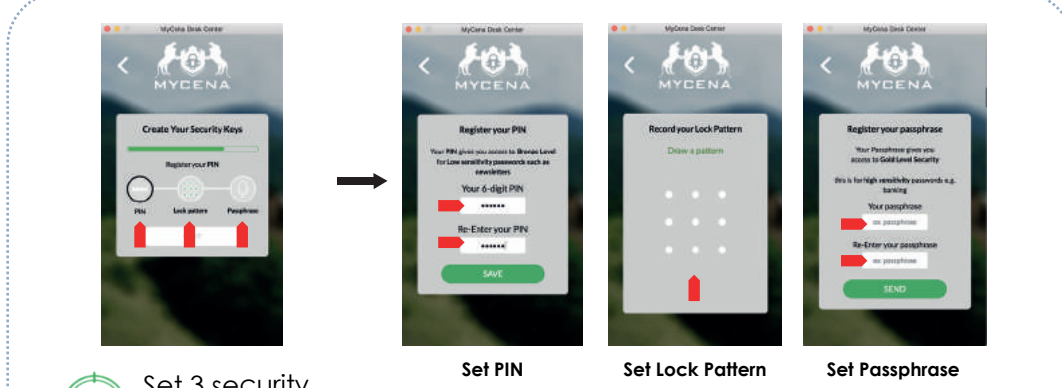 MyCena Desk Center
MYCENA
Create Your Security Keys
Register your PIN
PIN
Lock pattern
Passphrase
MyCena Desk Center
MYCENA
Register your PIN
Your PIN gives you access to Bronze Level
for Low sensitivity passwords such as
newsletters
Your 6-digit PIN
Re-Enter your PIN
SAVE
Set PIN
MyCena Desk Center
MYCENA
Record your Lock Pattern
Draw a pattern
Set Lock Pattern
MyCena Desk Center
MYCENA
Register your passphrase
Your Passphrase gives you
access to Gold Level Security
this is for high sensitivity passwords e.g.
banking
Your passphrase
ex: passphrase
Re-Enter your passphrase
ex: passphrase
SEND
Set Passphrase
Set 3 security